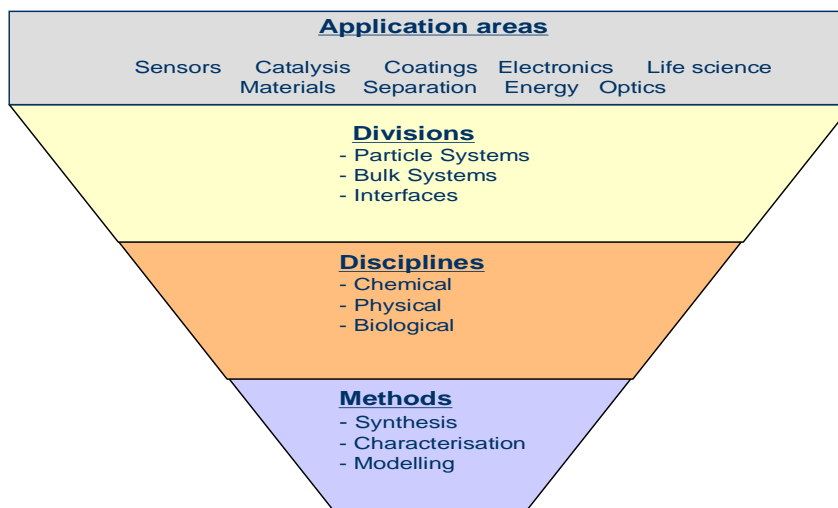 Application areas
Sensors Catalysis Coatings Electronics Life science
Materials Separation Energy Optics
Divisions
- Particle Systems
- Bulk Systems
- Interfaces
Disciplines
- Chemical
- Physical
- Biological
Methods
- Synthesis
- Characterisation
- Modelling